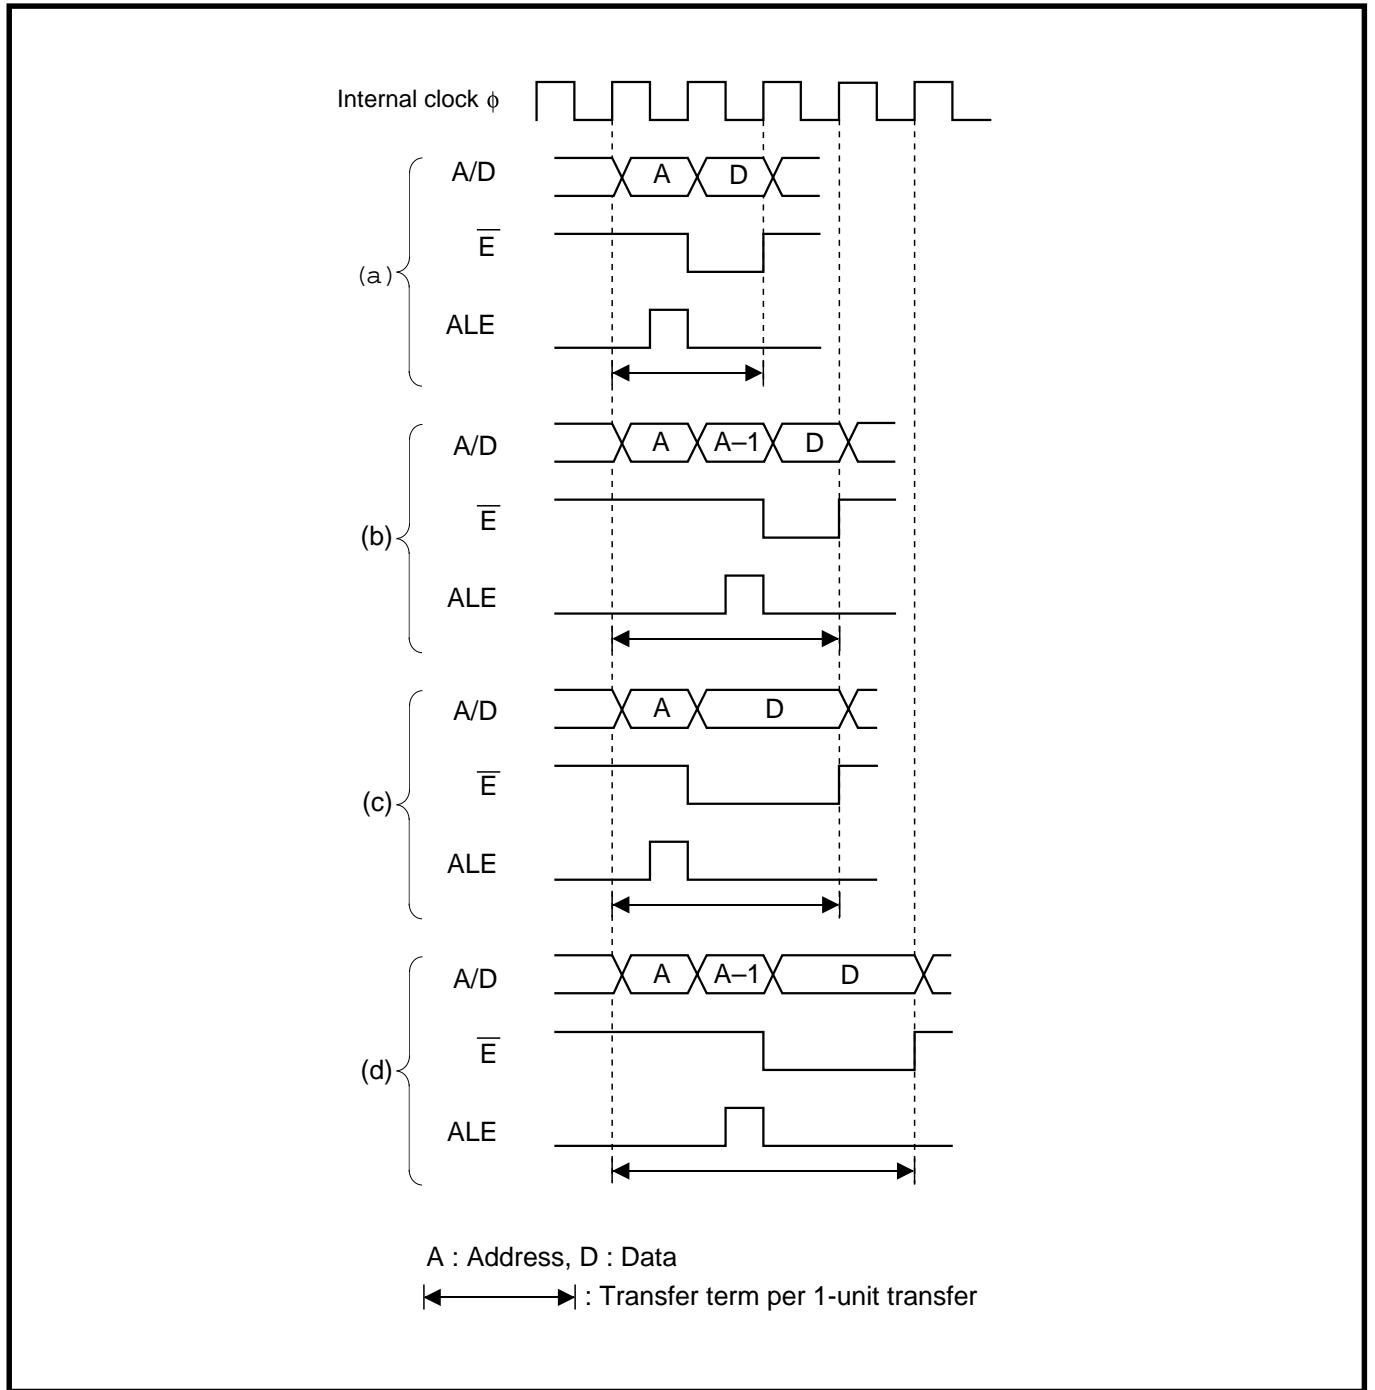 Internal clock ϕ
A/D
A D
E
(a)
ALE
A/D
A A–1 D
E
(b)
ALE
A/D
A D
E
(c)
ALE
A/D
A A–1 D
E
(d)
ALE
A : Address, D : Data
: Transfer term per 1-unit transfer